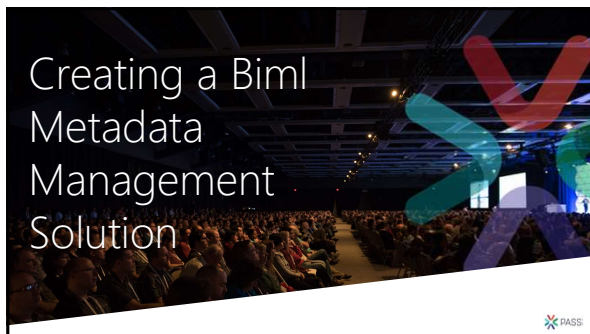 Creating a Biml
Metadata
Management
Solution
PASS